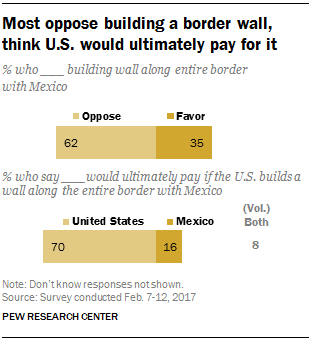 Most oppose building a border wall,
think U.S. would ultimately pay for it
% who ___ building wall along entire border
with Mexico
Oppose Favor
62 35
% who say ___ would ultimately pay if the U.S. builds a
wall along the entire border with Mexico
United States Mexico (Vol.) Both
70 16 8
Note: Don't know responses not shown.
Source: Survey conducted Feb. 7-12, 2017
PEW RESEARCH CENTER